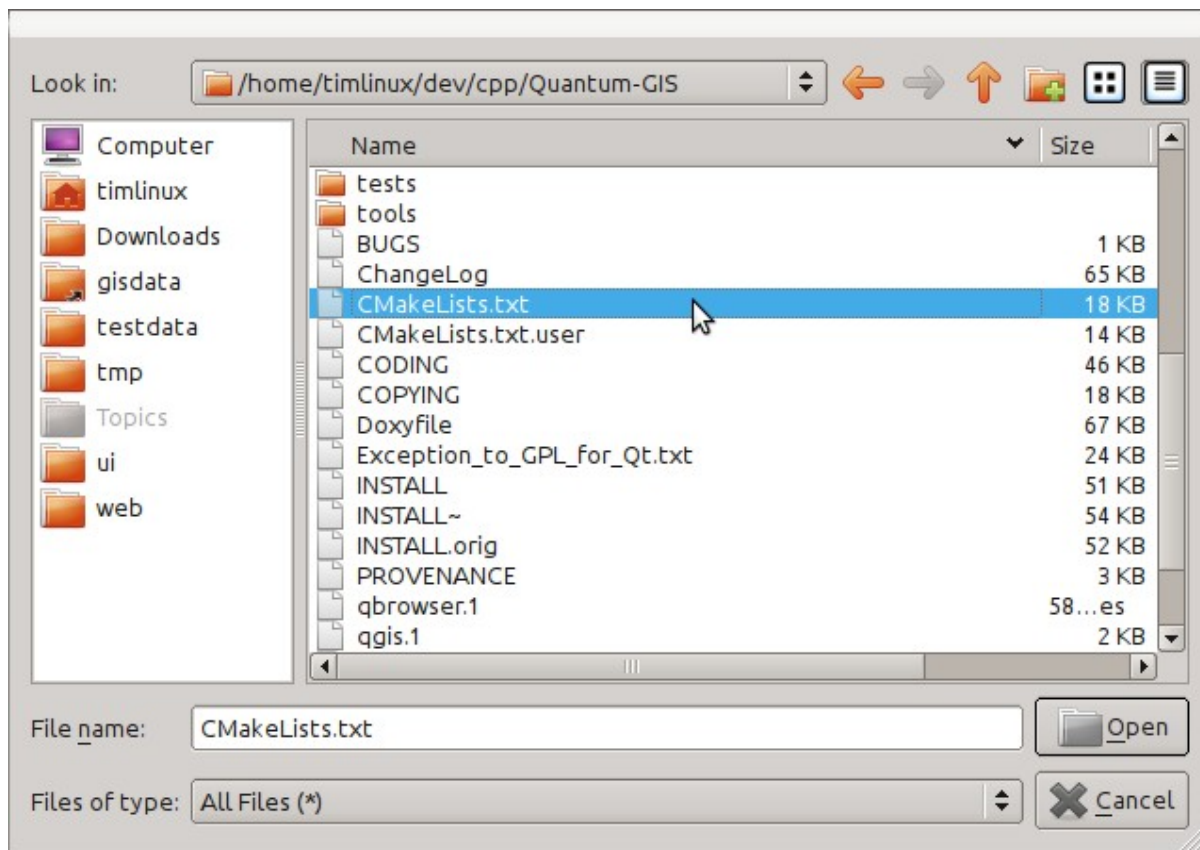 Look in: /home/timlinux/dev/cpp/Quantum-GIS
Computer
timlinux
Downloads
gisdata
testdata
tmp
Topics
ui
web
Name Size
tests
tools
BUGS 1 KB
ChangeLog 65 KB
CMakeLists.txt 18 KB
CMakeLists.txt.user 14 KB
CODING 46 KB
COPYING 18 KB
Doxyfile 67 KB
Exception_to_GPL_for_Qt.txt 24 KB
INSTALL 51 KB
INSTALL~ 54 KB
INSTALL.orig 52 KB
PROVENANCE 3 KB
qbrowser.1 58...es
qgis.1 2 KB
File name: CMakeLists.txt Open
Files of type: All Files (*) Cancel